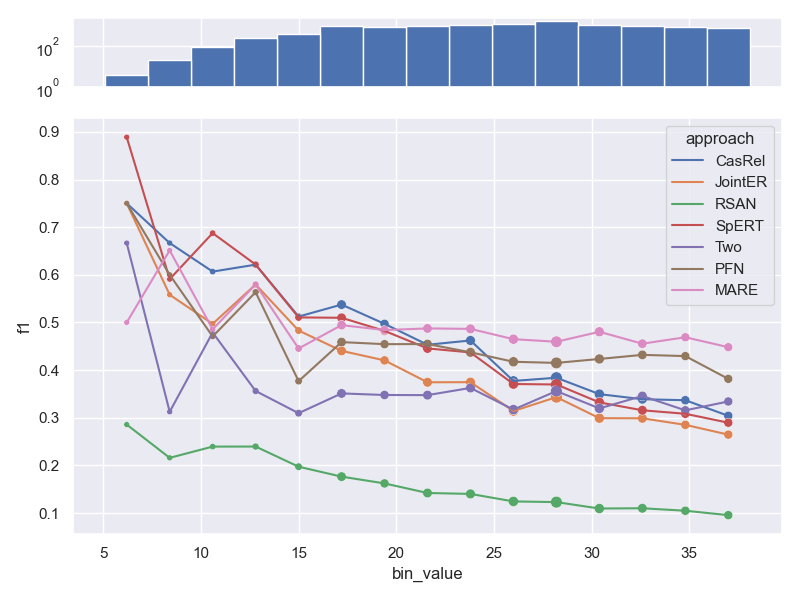 10^2
10^0
0.9
0.8
0.7
0.6
0.5
0.4
0.3
0.2
0.1
f1
approach
CasRel
JointER
RSAN
SpERT
Two
PFN
MARE
5 10 15 20 25 30 35
bin_value